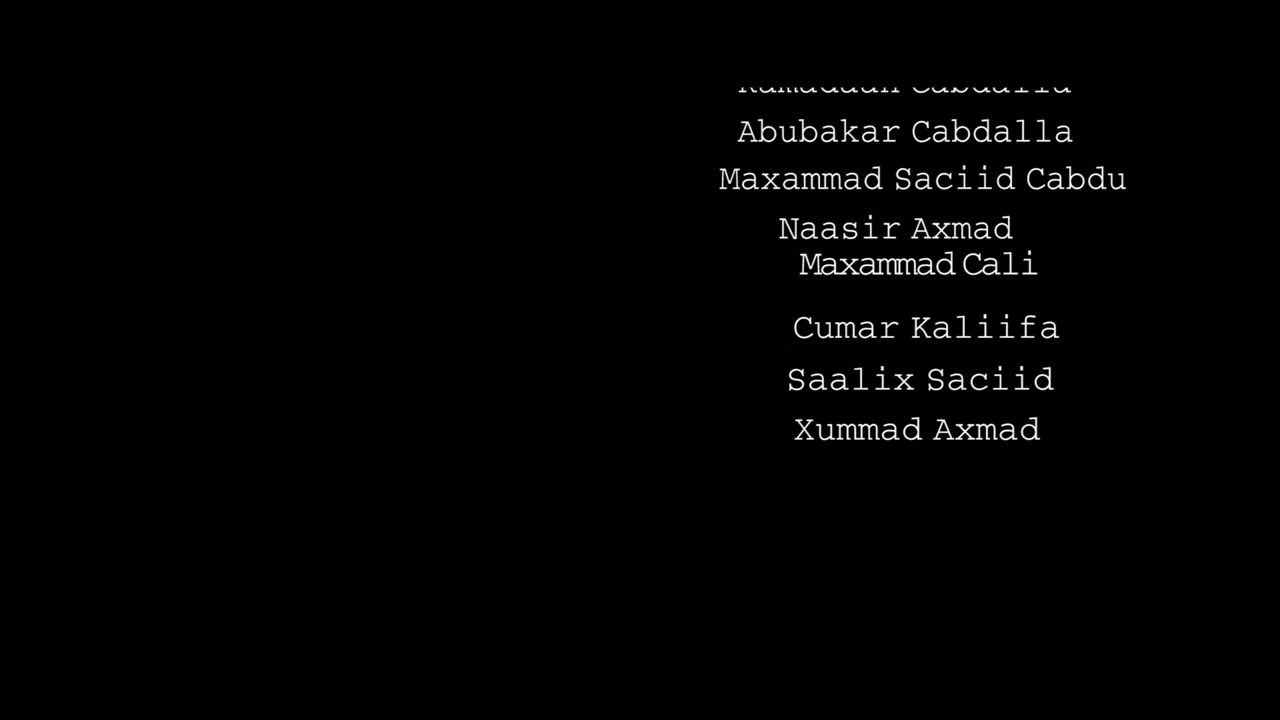 Abubakar Cabdalla
Maxammad Saciid Cabdu
Naasir Axmad
Maxammad Cali
Cumar Kaliifa
Saalix Saciid
Xummad Axmad